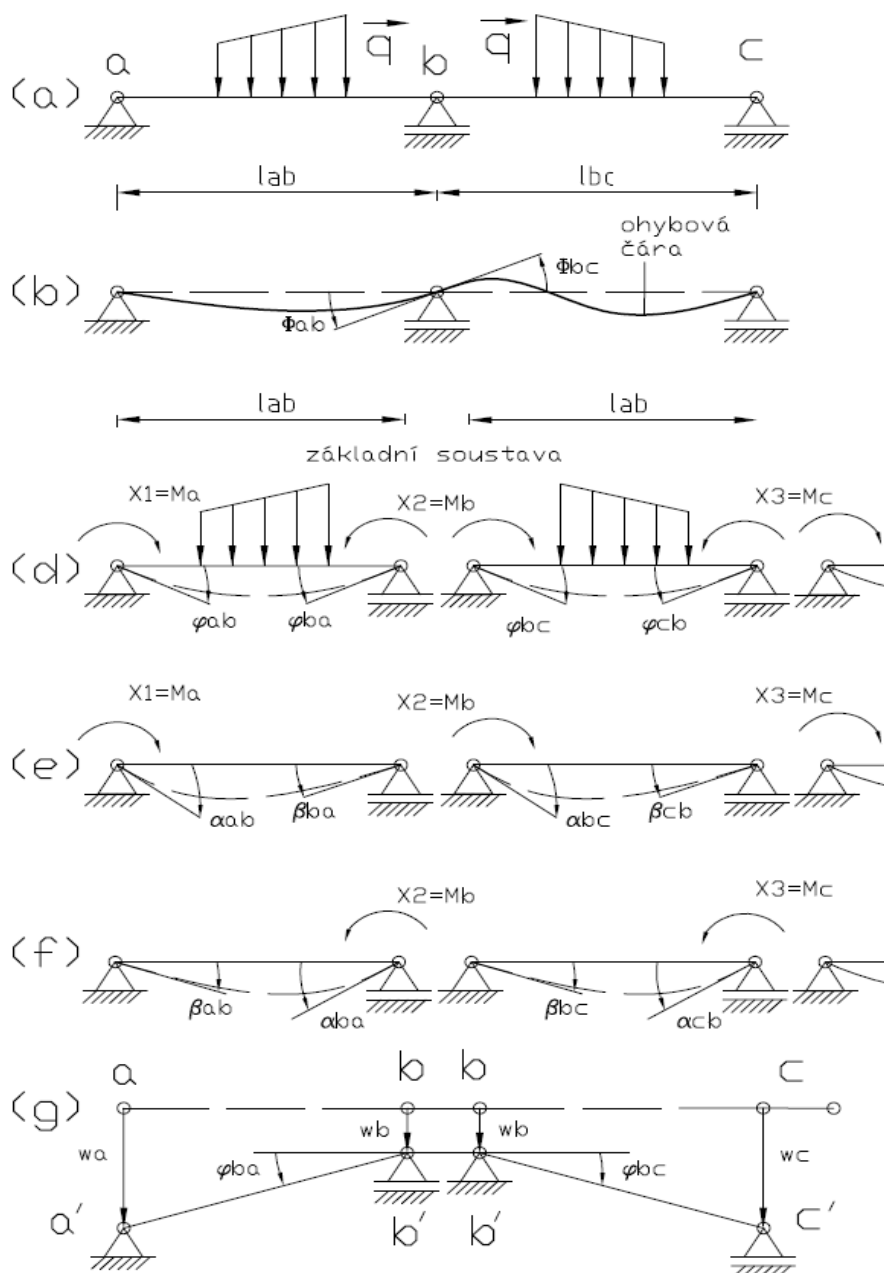 q q
a b c
(a)
lab lbc
ohybová
čára
Φbc
(b)
Φab
lab lab
základní soustava
X1=Ma X2=Mb X3=Mc
(d)
φab φba φbc φcb
X1=Ma X2=Mb X3=Mc
(e)
αab βba αbc βcb
X2=Mb X3=Mc
(f)
βab αba βbc αcb
a b b c
(g)
wb wb
wa φba φbc wc
a' b' b' c'